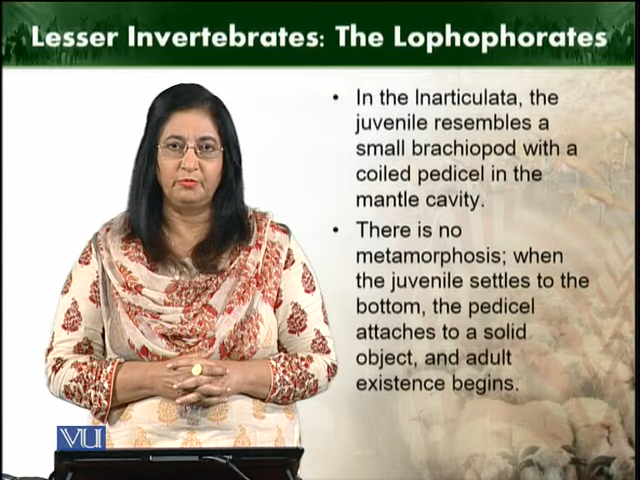 Lesser Invertebrates: The Lophophorates
• In the Inarticulata, the
juvenile resembles a
small brachiopod with a
coiled pedicel in the
mantle cavity.
• There is no
metamorphosis; when
the juvenile settles to the
bottom, the pedicel
attaches to a solid
object, and adult
existence begins.
VU